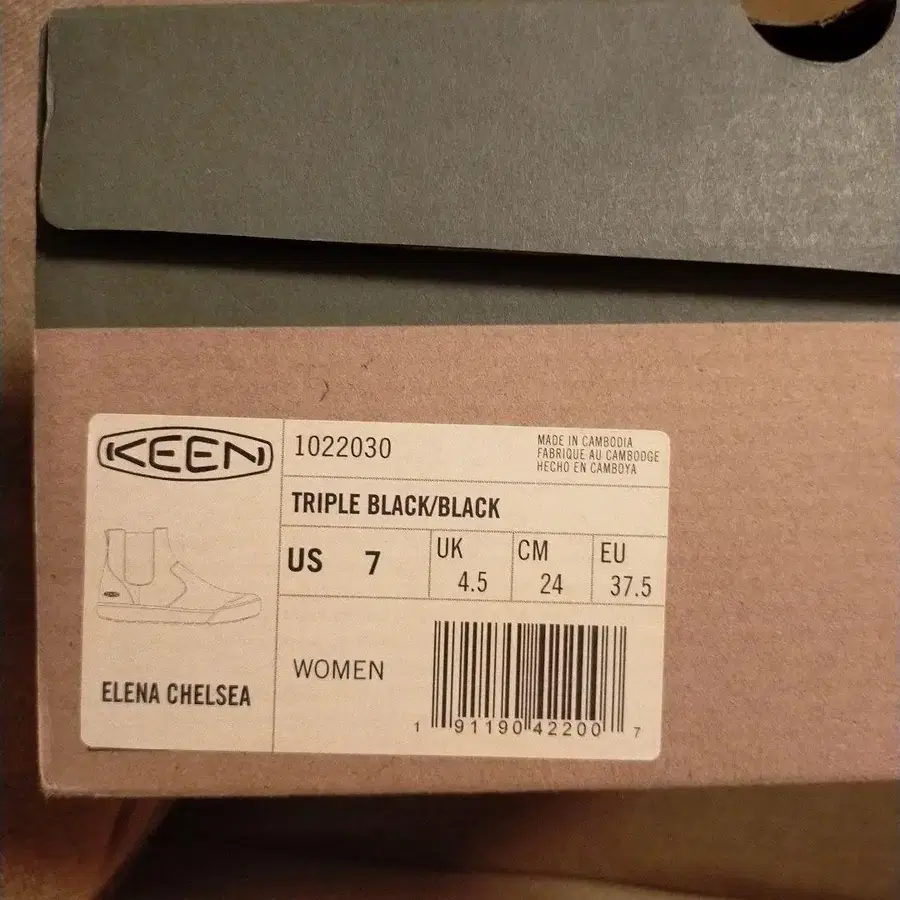 KEEN
1022030
MADE IN CAMBODIA
FABRIQUE AU CAMBODGE
HECHO EN CAMBOYA
TRIPLE BLACK/BLACK
US 7
UK 4.5
CM 24
EU 37.5
KEEN
ELENA CHELSEA
WOMEN
1 91190 42200 7